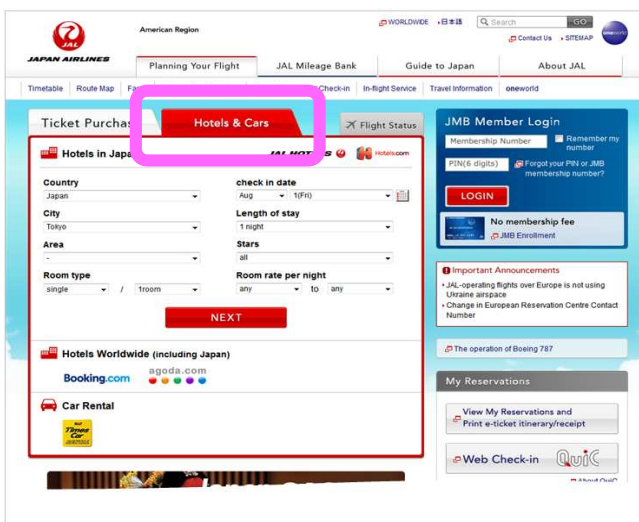 WORLDWIDE
日本語
Search
GO
American Region
Contact Us
SITEMAP
oneworld
JAL
JAPAN AIRLINES
Planning Your Flight
JAL Mileage Bank
Guide to Japan
About JAL
Timetable
Route Map
Check-in
In-flight Service
Travel Information
oneworld
Ticket Purchas
Hotels & Cars
Flight Status
Hotels in Japa
JAL HOT
S
Hotels.com
Country
check in date
Japan
Aug
1(Fri)
City
Length of stay
Tokyo
1 night
Area
Stars
-
all
Room type
Room rate per night
single
/
1room
any
to
any
NEXT
Hotels Worldwide (including Japan)
Booking.com
agoda.com
Car Rental
Times
Car
JMB Member Login
Membership Number
Remember my
number
PIN(6 digits)
Forgot your PIN or JMB
membership number?
LOGIN
No membership fee
JMB Enrollment
Important Announcements
JAL-operating flights over Europe is not using
Ukraine airspace
Change in European Reservation Centre Contact
Number
The operation of Boeing 787
My Reservations
View My Reservations and
Print e-ticket itinerary/receipt
Web Check-in
QuiC
About QuiC